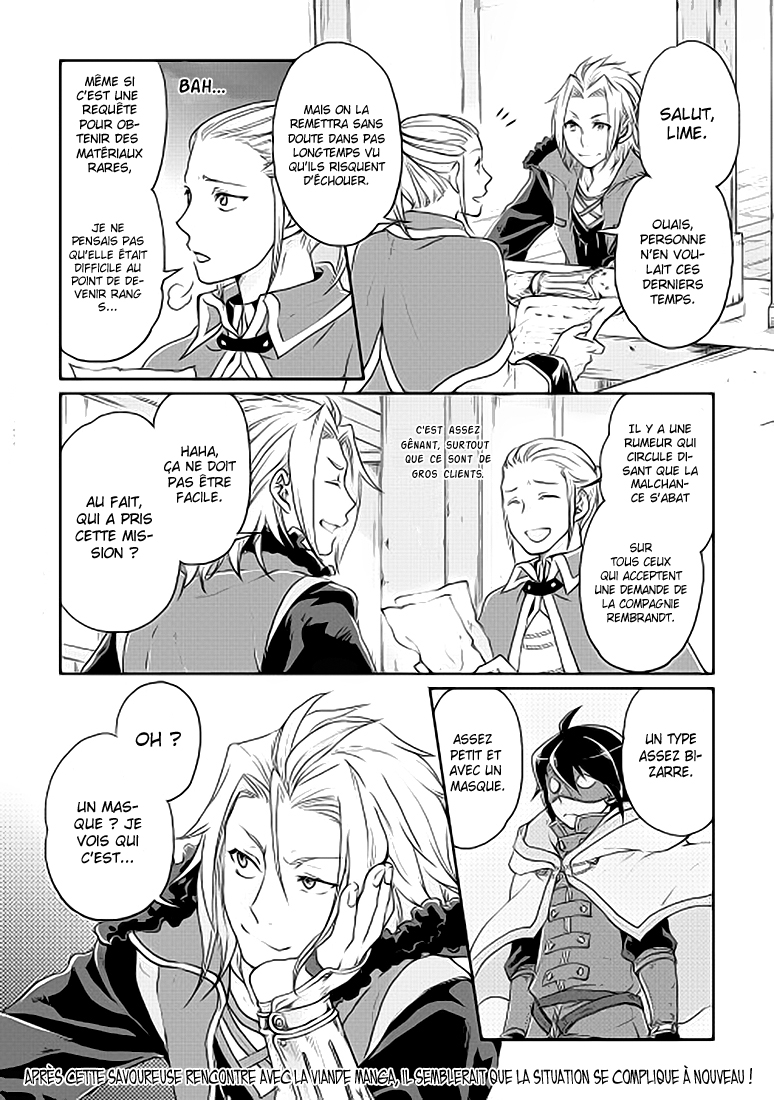 SALUT,
LIME.
OUAIS,
PERSONNE
N'EN VOU-
LAIT CES
DERNIERS
TEMPS.
MAIS ON LA
REMETTRA SANS
DOUTE DANS PAS
LONGTEMPS VU
QU'ILS RISQUENT
D'ÉCHOUER.
BAH...
MÊME SI
C'EST UNE
REQUÊTE
POUR OB-
TENIR DES
MATÉRIAUX
RARES,
JE NE
PENSAIS PAS
QU'ELLE ÉTAIT
DIFFICILE AU
POINT DE DE-
VENIR RANG
S...
IL Y A UNE
RUMEUR QUI
CIRCULE DI-
SANT QUE LA
MALCHAN-
CE S'ABAT
SUR
TOUS CEUX
QUI ACCEPTENT
UNE DEMANDE
DE LA COMPAGNIE
REMBRANDT.
C'EST ASSEZ
GÊNANT, SURTOUT
QUE CE SONT DE
GROS CLIENTS.
HAHA,
ÇA NE DOIT
PAS ÊTRE
FACILE.
AU FAIT,
QUI A PRIS
CETTE MIS-
SION ?
UN TYPE
ASSEZ BI-
ZARRE.
ASSEZ
PETIT ET
AVEC UN
MASQUE.
OH ?
UN MAS-
QUE ? JE
VOIS QUI
C'EST...
APRÈS CETTE SAVOUREUSE RENCONTRE AVEC LA VIANDE MANGA, IL SEMBLERAIT QUE LA SITUATION SE COMPLIQUE À NOUVEAU !